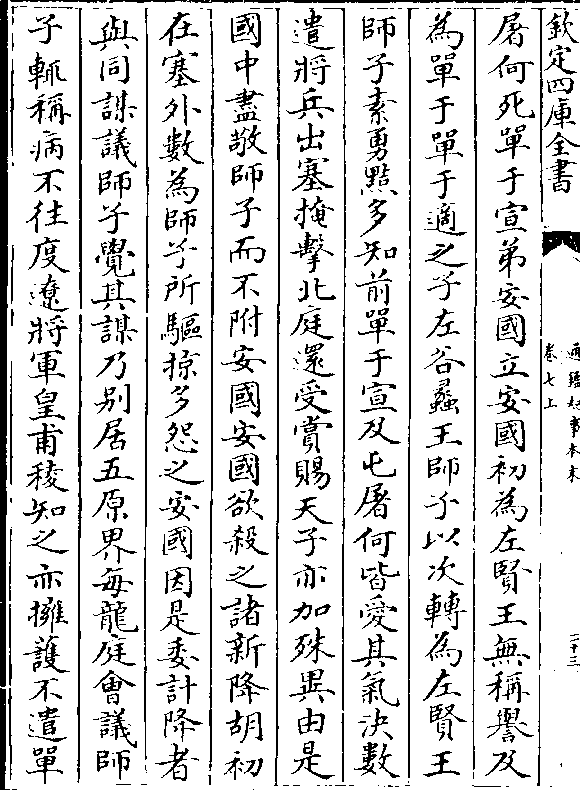 欽定四庫全書
通鑑紀事本末
卷七上
二十三
屠何死單于宣弟安國立安國初為左賢王無稱譽及
為單于單于適之子左谷蠡王師子以次轉為左賢王
師子素勇黠多知前單于宣及屯屠何皆愛其氣決數
遣將兵出塞掩擊北庭還受賞賜天子亦加殊異由是
國中盡敬師子而不附安國安國欲殺之諸新降胡初
在塞外數為師子所驅掠多怨之安國因是委計降者
與同謀議師子覺其謀乃别居五原界每龍庭會議師
子輒稱病不往度遼將軍皇甫稜知之亦擁護不遣單